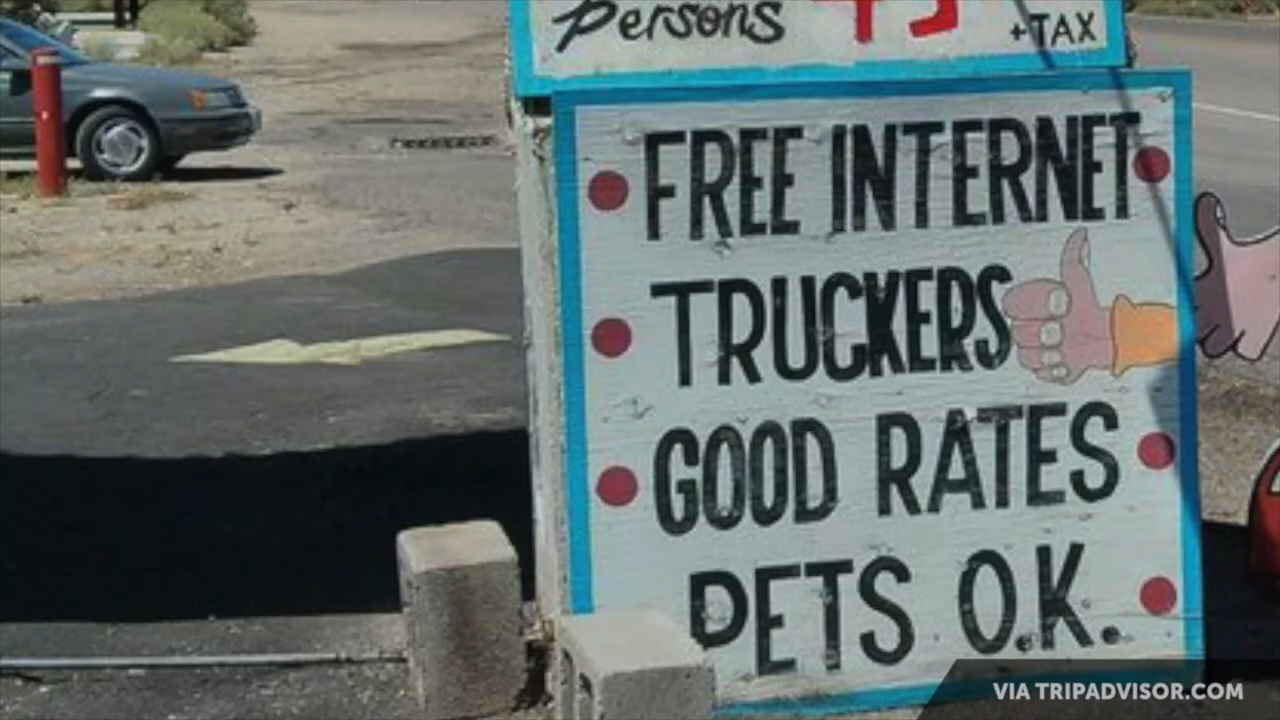 Persons
+TAX
FREE INTERNET
TRUCKERS
GOOD RATES
PETS O.K.
VIA TRIPADVISOR.COM